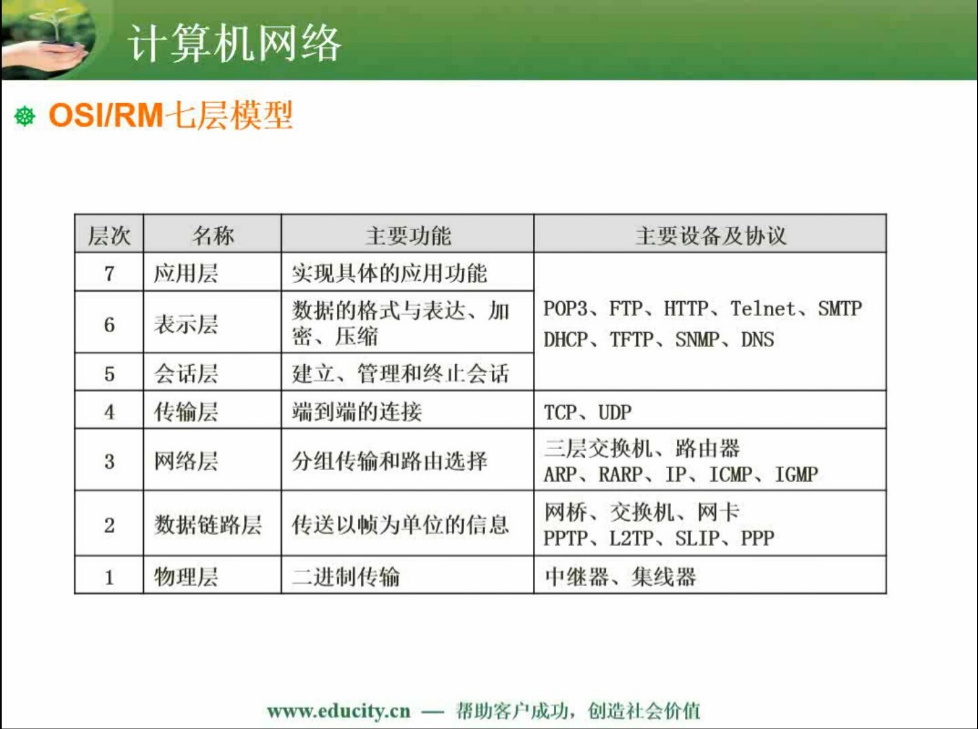 计算机网络
OSI/RM七层模型
层次 名称 主要功能 主要设备及协议
7 应用层 实现具体的应用功能
POP3、FTP、HTTP、Telnet、SMTP
DHCP、TFTP、SNMP、DNS
6 表示层 数据的格式与表达、加
密、压缩
5 会话层 建立、管理和终止会话
4 传输层 端到端的连接 TCP、UDP
3 网络层 分组传输和路由选择 三层交换机、路由器
ARP、RARP、IP、ICMP、IGMP
2 数据链路层 传送以帧为单位的信息 网桥、交换机、网卡
PPTP、L2TP、SLIP、PPP
1 物理层 二进制传输 中继器、集线器
www.educity.cn — 帮助客户成功，创造社会价值